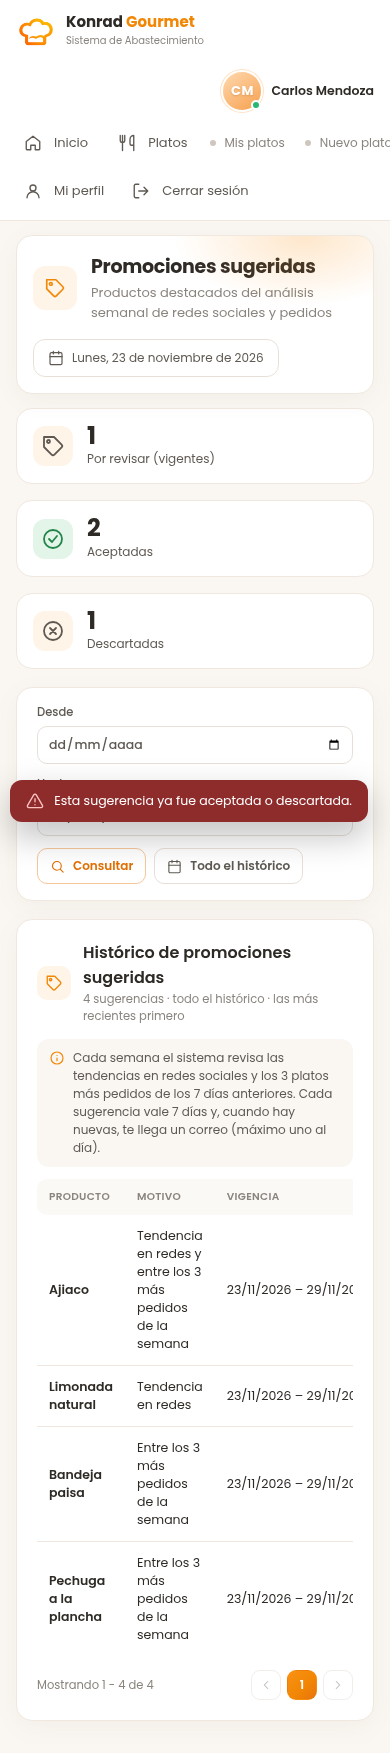 Konrad Gourmet
Sistema de Abastecimiento
CM
Carlos Mendoza
Inicio
Platos
Mis platos
Nuevo plato
Mi perfil
Cerrar sesión
Promociones sugeridas
Productos destacados del análisis
semanal de redes sociales y pedidos
Lunes, 23 de noviembre de 2026
1
Por revisar (vigentes)
2
Aceptadas
1
Descartadas
Desde
dd/mm/aaaa
Esta sugerencia ya fue aceptada o descartada.
Consultar
Todo el histórico
Histórico de promociones
sugeridas
4 sugerencias · todo el histórico · las más
recientes primero
Cada semana el sistema revisa las
tendencias en redes sociales y los 3 platos
más pedidos de los 7 días anteriores. Cada
sugerencia vale 7 días y, cuando hay
nuevas, te llega un correo (máximo uno al
día).
PRODUCTO
MOTIVO
VIGENCIA
Ajiaco
Tendencia
en redes y
entre los 3
más
pedidos
de la
semana
23/11/2026 – 29/11/20
Limonada
natural
Tendencia
en redes
23/11/2026 – 29/11/20
Bandeja
paisa
Entre los 3
más
pedidos
de la
semana
23/11/2026 – 29/11/20
Pechuga
a la
plancha
Entre los 3
más
pedidos
de la
semana
23/11/2026 – 29/11/20
Mostrando 1 - 4 de 4
1